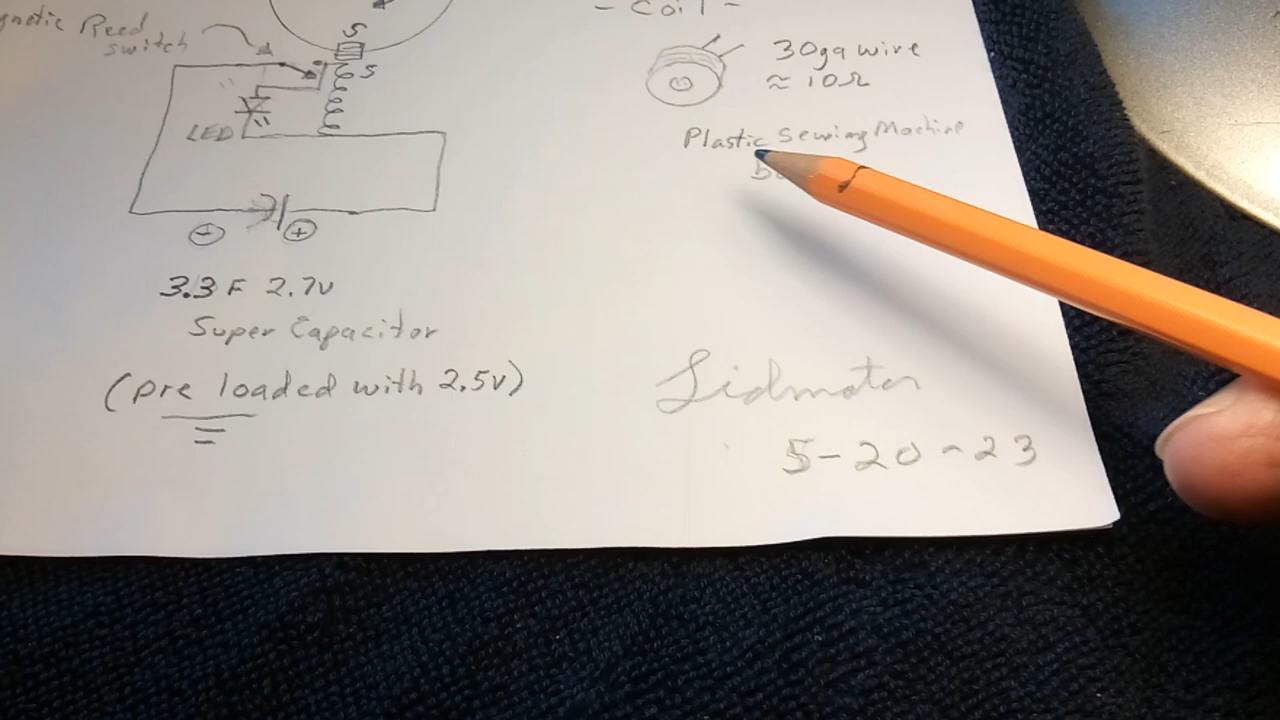 Reed
switch
S
S
LED
3.3 F 2.7v
Super Capacitor
(pre loaded with 2.5v)
- Coil -
30ga wire
≈ 10Ω
Plastic Sewing Machine
Lidmotor
5-20-23